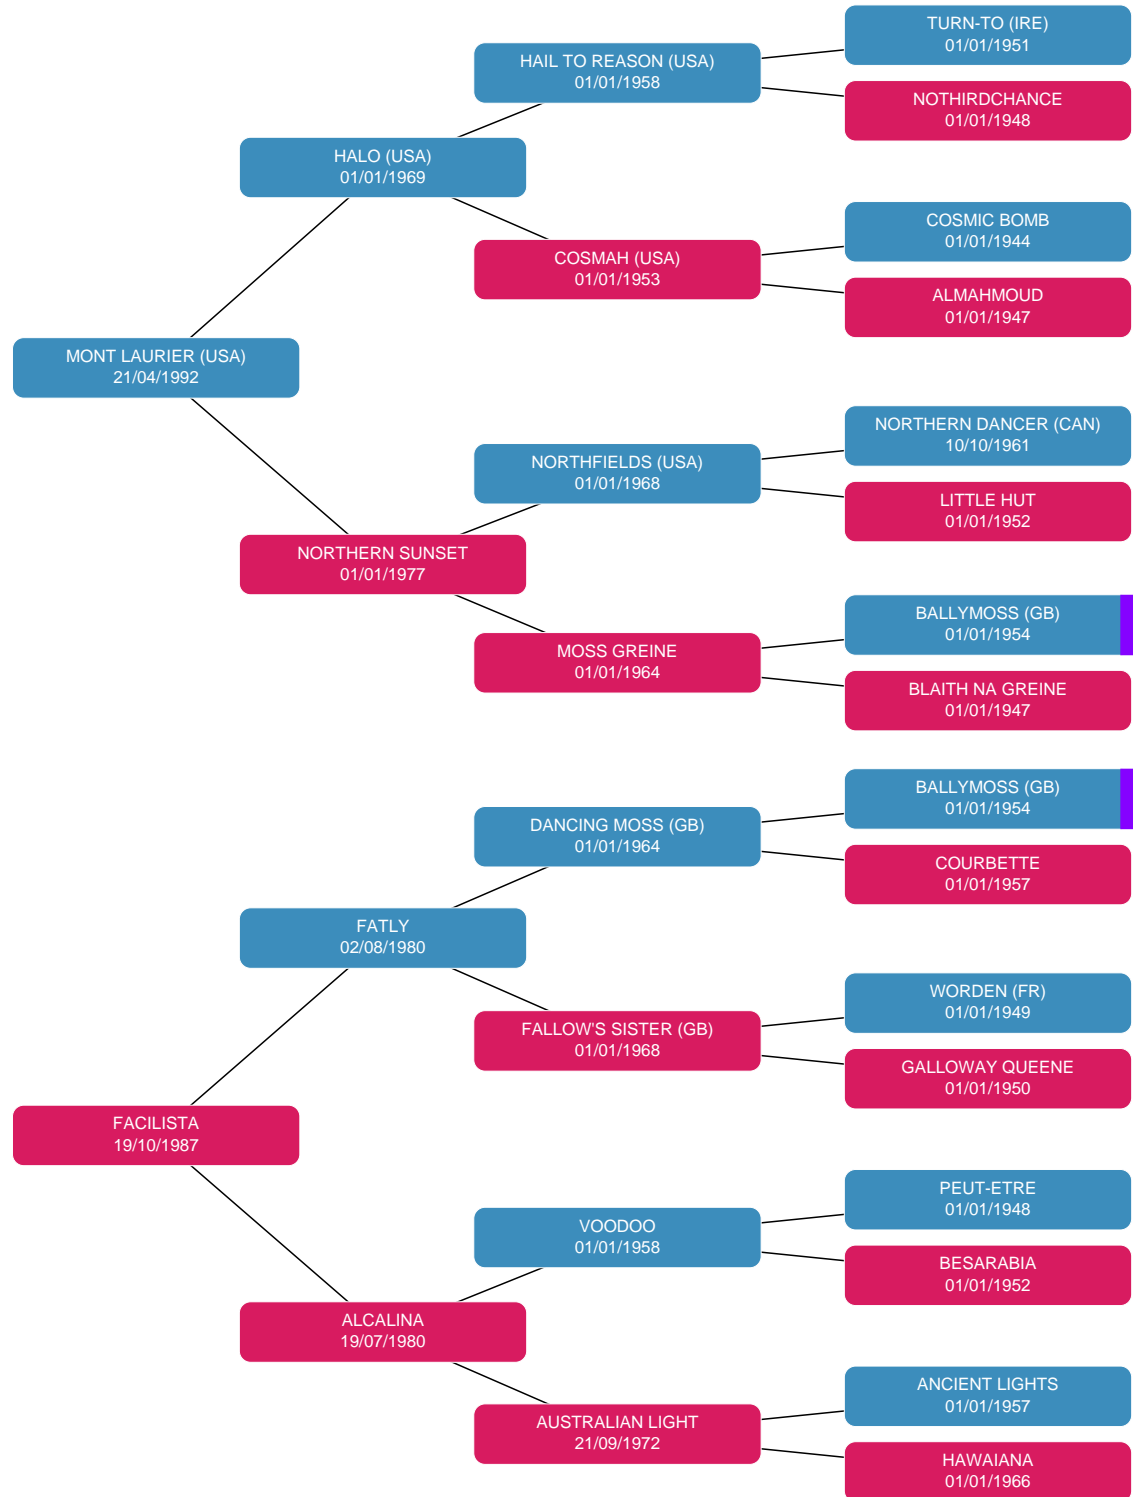 TURN-TO (IRE)
01/01/1951
HAIL TO REASON (USA)
01/01/1958
NOTHIRDCHANCE
01/01/1948
HALO (USA)
01/01/1969
COSMIC BOMB
01/01/1944
COSMAH (USA)
01/01/1953
ALMAHMOUD
01/01/1947
MONT LAURIER (USA)
21/04/1992
NORTHERN DANCER (CAN)
10/10/1961
NORTHFIELDS (USA)
01/01/1968
LITTLE HUT
01/01/1952
NORTHERN SUNSET
01/01/1977
BALLYMOSS (GB)
01/01/1954
MOSS GREINE
01/01/1964
BLAITH NA GREINE
01/01/1947
BALLYMOSS (GB)
01/01/1954
DANCING MOSS (GB)
01/01/1964
COURBETTE
01/01/1957
FATLY
02/08/1980
WORDEN (FR)
01/01/1949
FALLOW'S SISTER (GB)
01/01/1968
GALLOWAY QUEENE
01/01/1950
FACILISTA
19/10/1987
PEUT-ETRE
01/01/1948
VOODOO
01/01/1958
BESARABIA
01/01/1952
ALCALINA
19/07/1980
ANCIENT LIGHTS
01/01/1957
AUSTRALIAN LIGHT
21/09/1972
HAWAIANA
01/01/1966